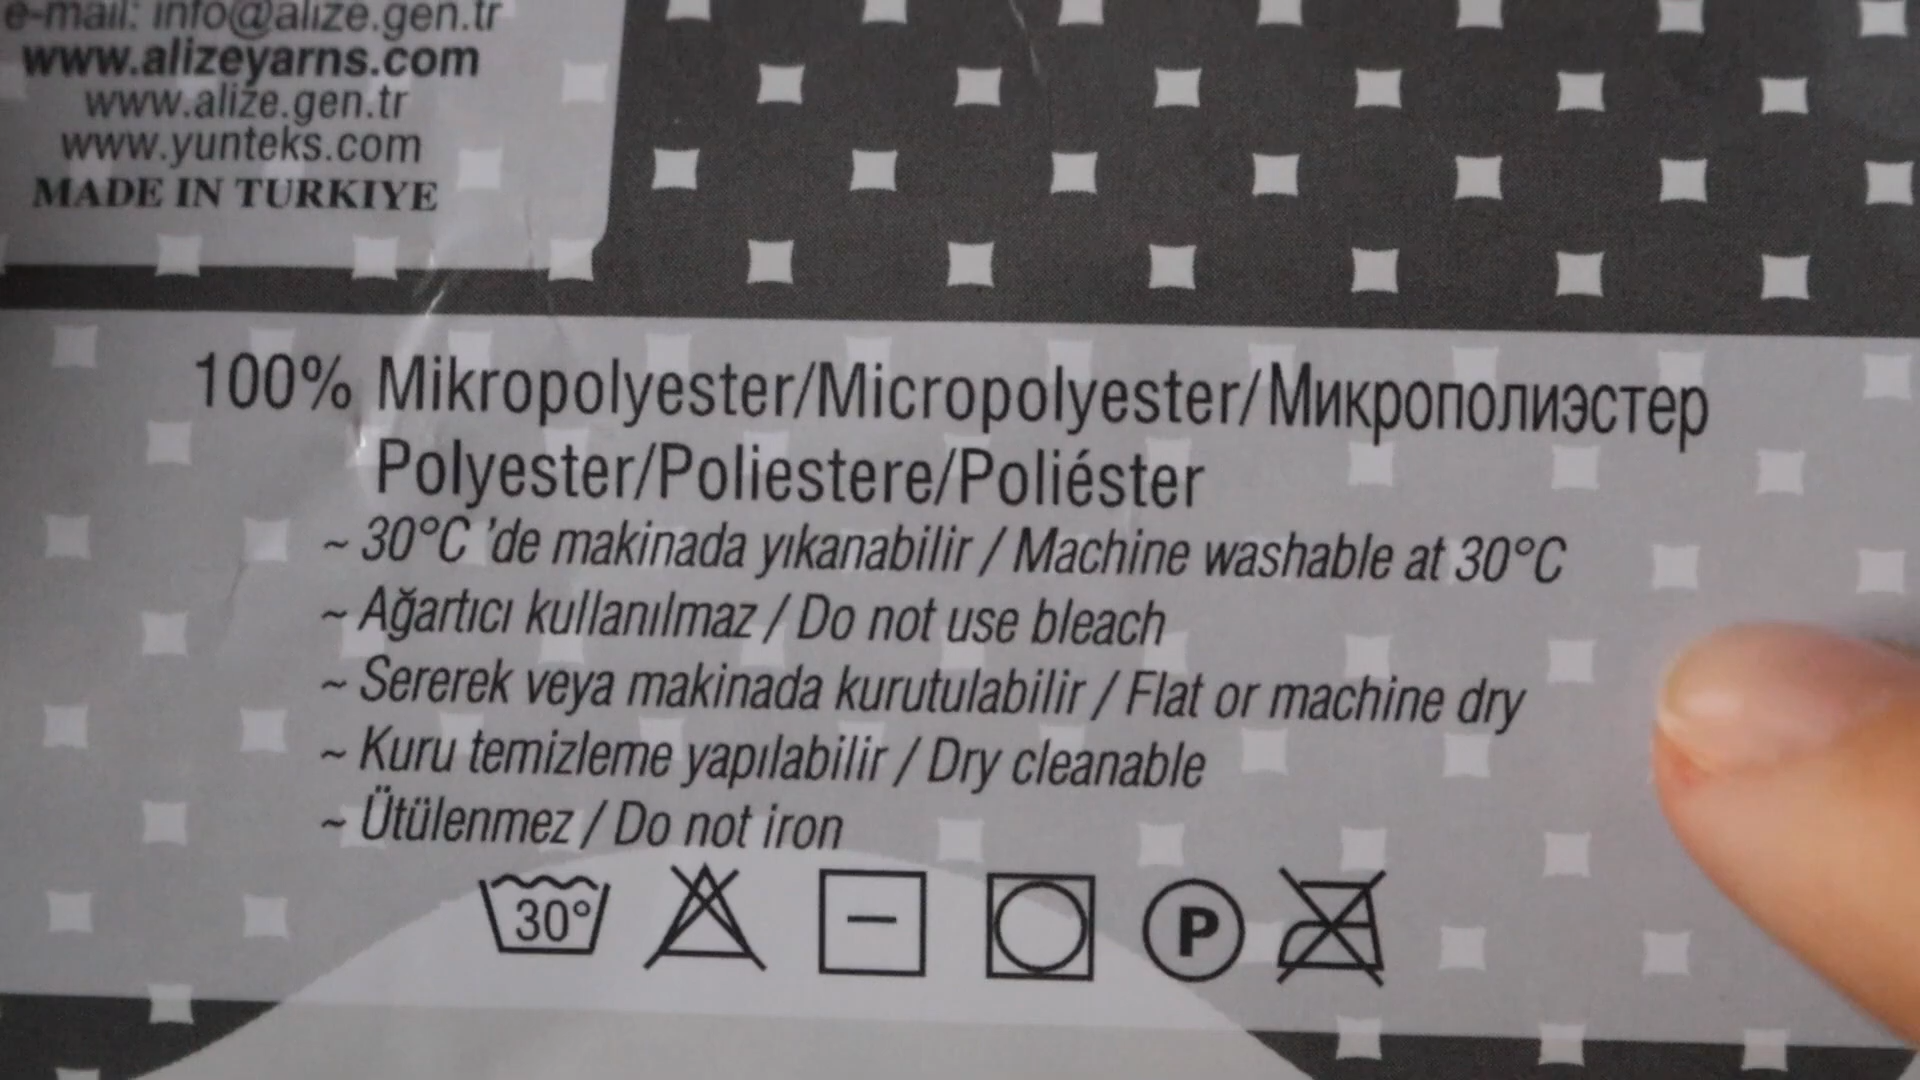 e-mail: info@alize.gen.tr
www.alizeyarns.com
www.alize.gen.tr
www.yunteks.com
MADE IN TURKIYE
100% Mikropolyester/Micropolyester/Микрополиэстер
Polyester/Poliestere/Poliéster
~ 30°C 'de makinada yıkanabilir / Machine washable at 30°C
~ Ağartıcı kullanılmaz / Do not use bleach
~ Sererek veya makinada kurutulabilir / Flat or machine dry
~ Kuru temizleme yapılabilir / Dry cleanable
~ Ütülenmez / Do not iron
30° P